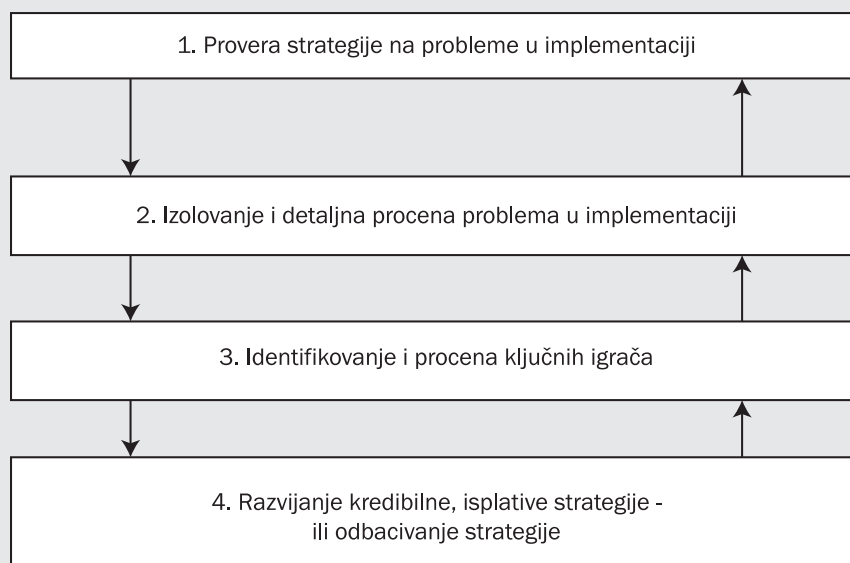 1. Provera strategije na probleme u implementaciji
2. Izolovanje i detaljna procena problema u implementaciji
3. Identifikovanje i procena ključnih igrača
4. Razvijanje kredibilne, isplative strategije -
ili odbacivanje strategije